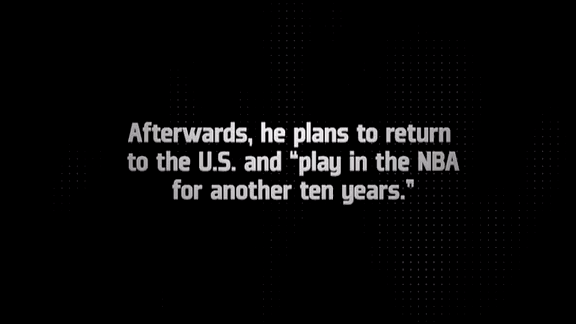 Afterwards, he plans to return
to the U.S. and “play in the NBA
for another ten years.”